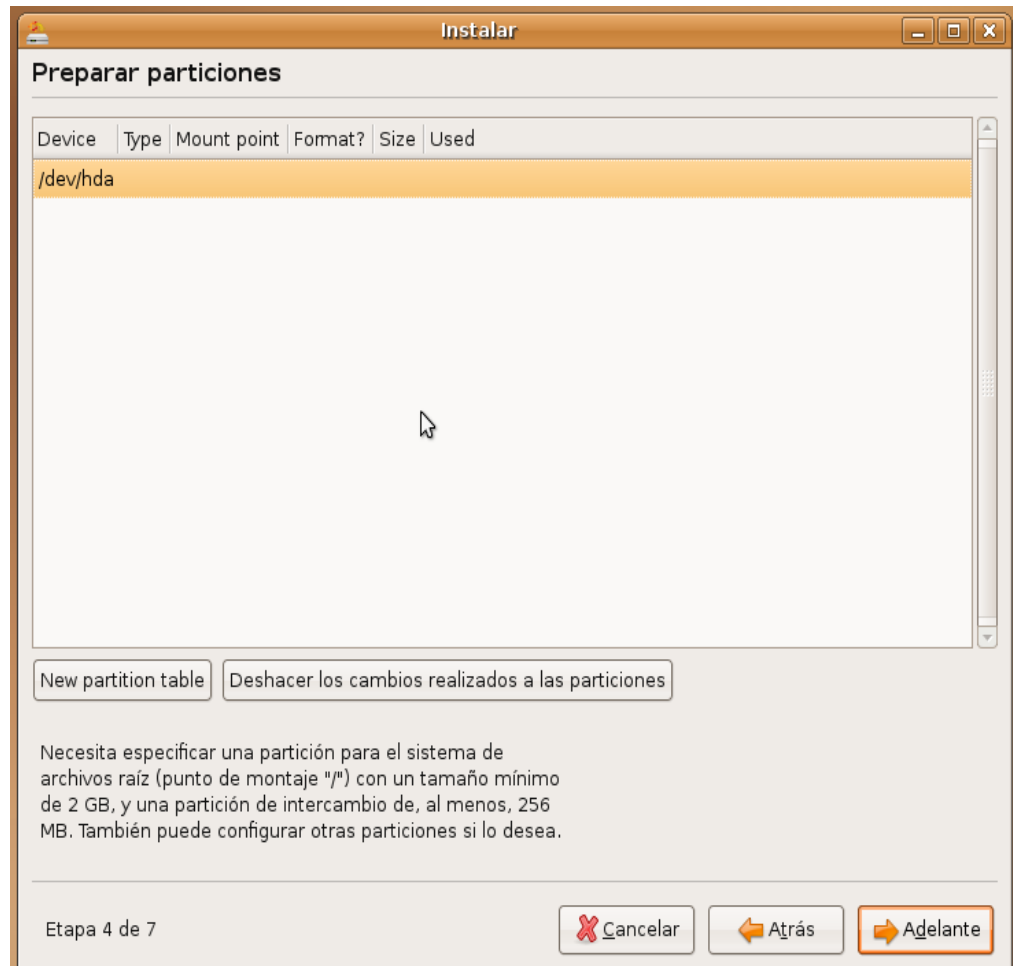 Instalar
Preparar particiones
Device Type Mount point Format? Size Used
/dev/hda
New partition table Deshacer los cambios realizados a las particiones
Necesita especificar una partición para el sistema de
archivos raíz (punto de montaje "/") con un tamaño mínimo
de 2 GB, y una partición de intercambio de, al menos, 256
MB. También puede configurar otras particiones si lo desea.
Etapa 4 de 7 Cancelar Atrás Adelante